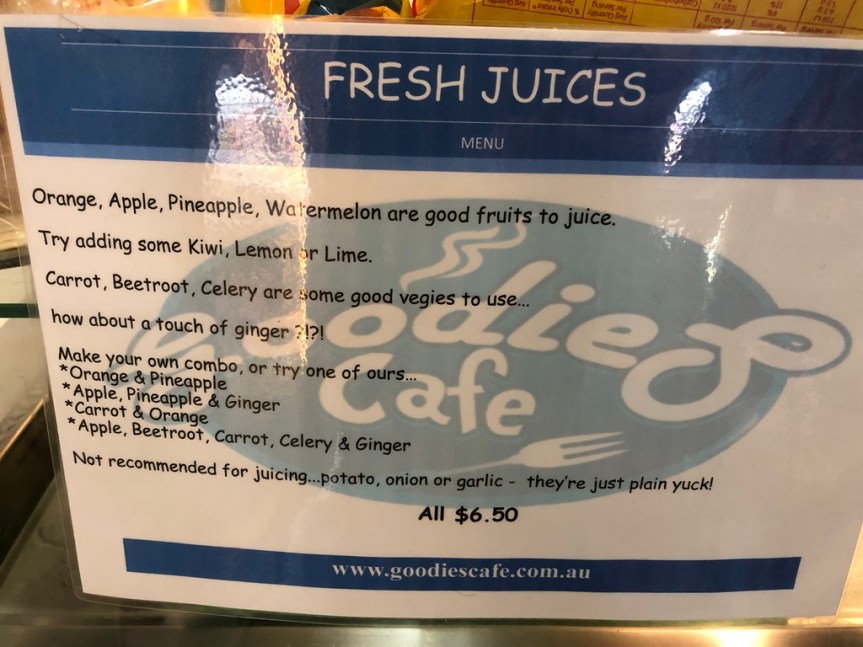 FRESH JUICES
MENU
Orange, Apple, Pineapple, Watermelon are good fruits to juice.
Try adding some Kiwi, Lemon or Lime.
Carrot, Beetroot, Celery are some good vegies to use...
how about a touch of ginger ?!?!
Make your own combo, or try one of ours...
*Orange & Pineapple
*Apple, Pineapple & Ginger
*Carrot & Orange
*Apple, Beetroot, Carrot, Celery & Ginger
Not recommended for juicing...potato, onion or garlic - they're just plain yuck!
All $6.50
www.goodiescafe.com.au
Goodies
Cafe